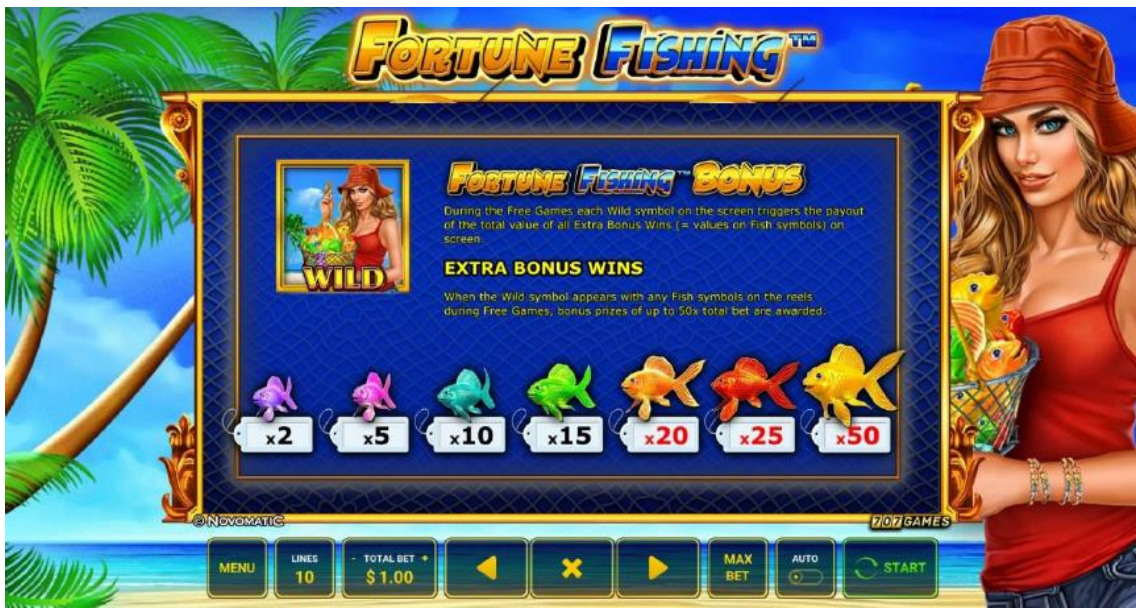 FORTUNE FISHING™
FORTUNE FISHING™ BONUS
During the Free Games each Wild symbol on the screen triggers the payout
of the total value of all Extra Bonus Wins (= values on Fish symbols) on
screen.
WILD
EXTRA BONUS WINS
When the Wild symbol appears with any Fish symbols on the reels
during Free Games, bonus prizes of up to 50x total bet are awarded.
x2 x5 x10 x15 x20 x25 x50
© NOVOMATIC 707 GAMES
MENU LINES - TOTAL BET + MAX AUTO START
10 $1.00 BET